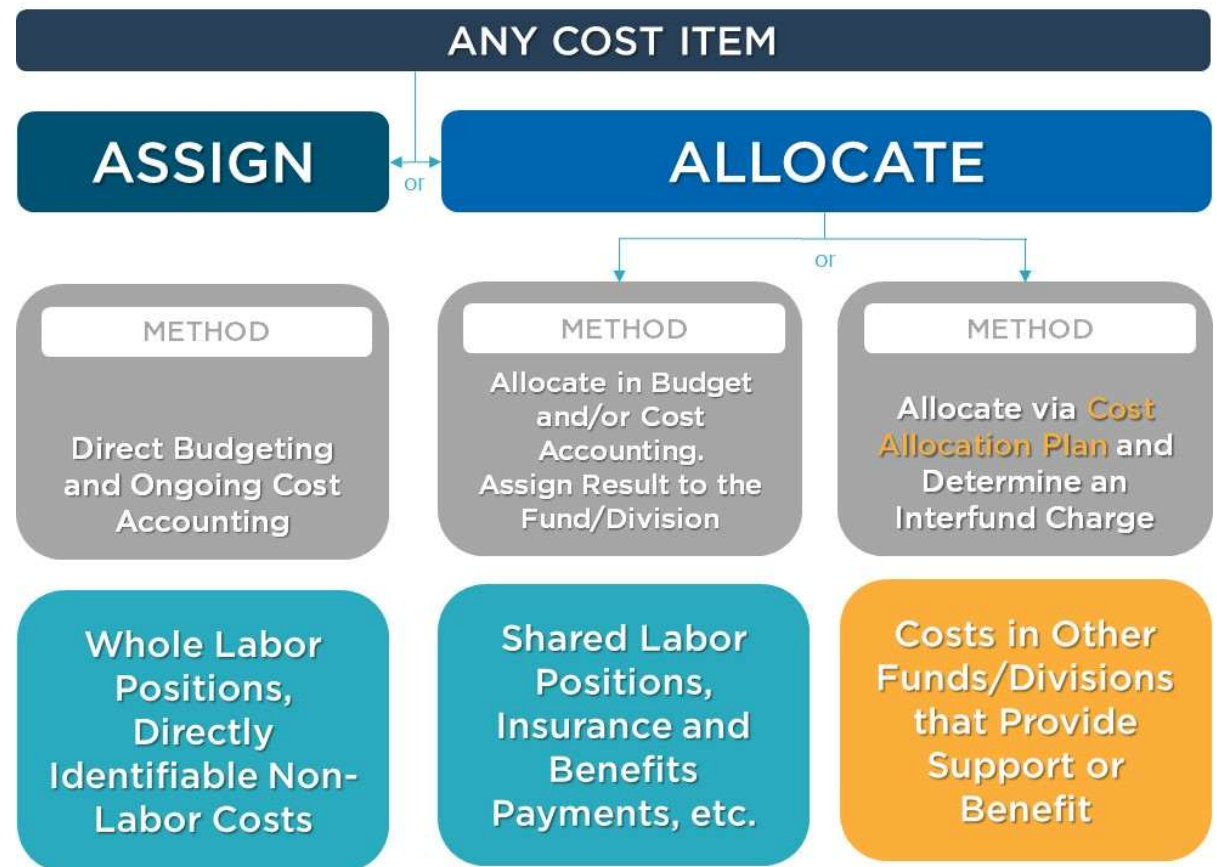 ANY COST ITEM
ASSIGN
or
ALLOCATE
or
METHOD
Direct Budgeting
and Ongoing Cost
Accounting
METHOD
Allocate in Budget
and/or Cost
Accounting.
Assign Result to the
Fund/Division
METHOD
Allocate via Cost
Allocation Plan and
Determine an
Interfund Charge
Whole Labor
Positions,
Directly
Identifiable Non-
Labor Costs
Shared Labor
Positions,
Insurance and
Benefits
Payments, etc.
Costs in Other
Funds/Divisions
that Provide
Support or
Benefit